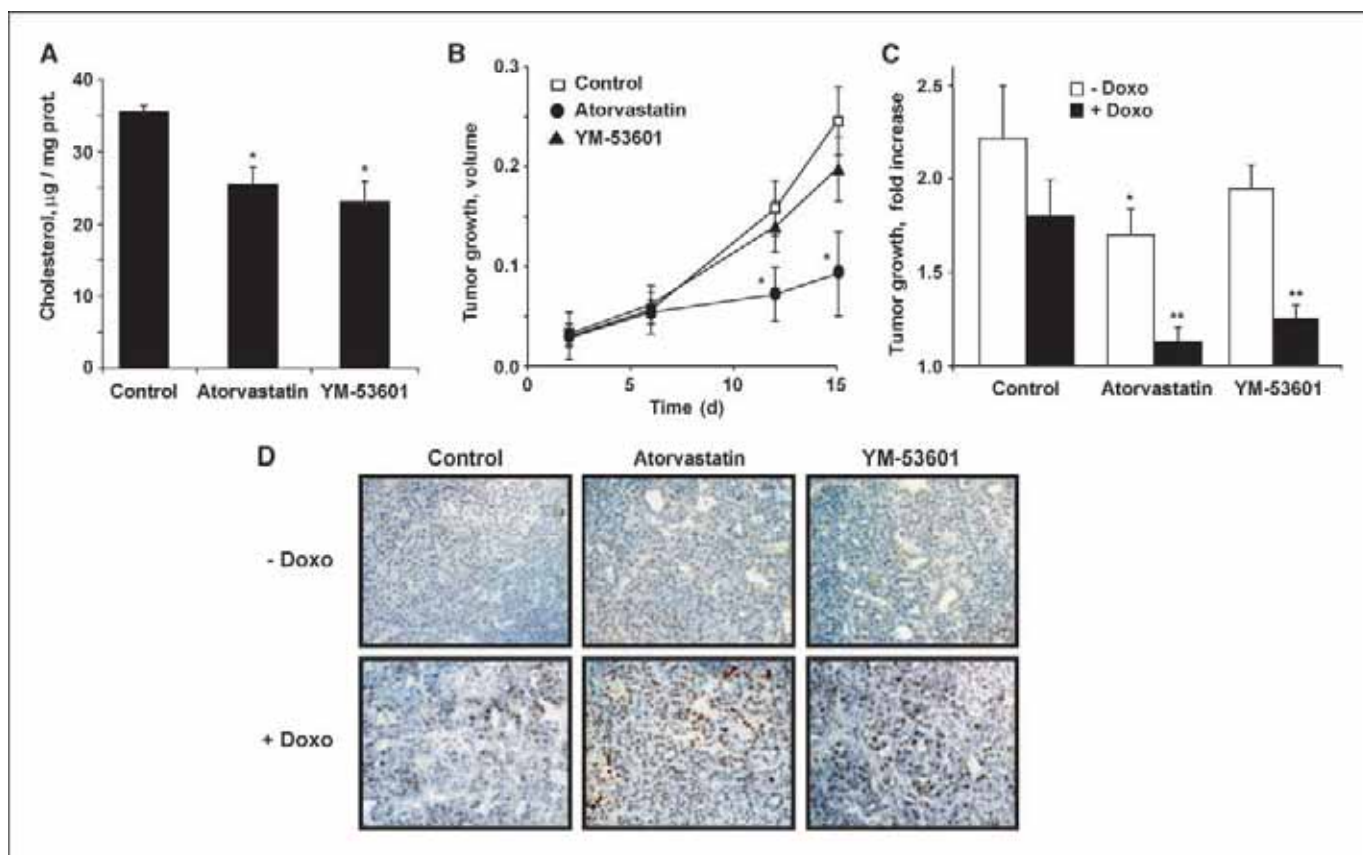 A
Cholesterol, µg / mg prot.
40
30
20
10
0
*
*
Control Atorvastatin YM-53601
B
Control
Atorvastatin
YM-53601
Tumor growth, volume
0.3
0.2
0.1
0.0
*
*
0 5 10 15
Time (d)
C
- Doxo
+ Doxo
Tumor growth, fold increase
2.5
2.0
1.5
1.0
*
**
**
Control Atorvastatin YM-53601
D
Control Atorvastatin YM-53601
- Doxo
+ Doxo